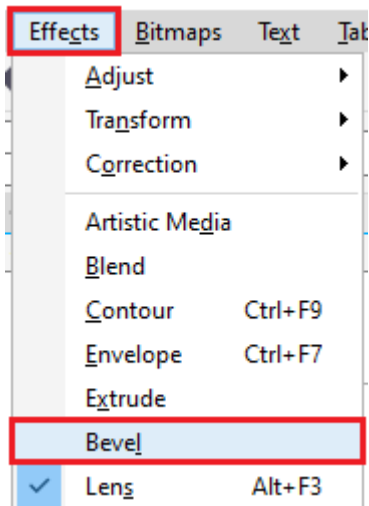 Effects Bitmaps Text
Adjust
Transform
Correction
Artistic Media
Blend
Contour Ctrl+F9
Envelope Ctrl+F7
Extrude
Bevel
Lens Alt+F3